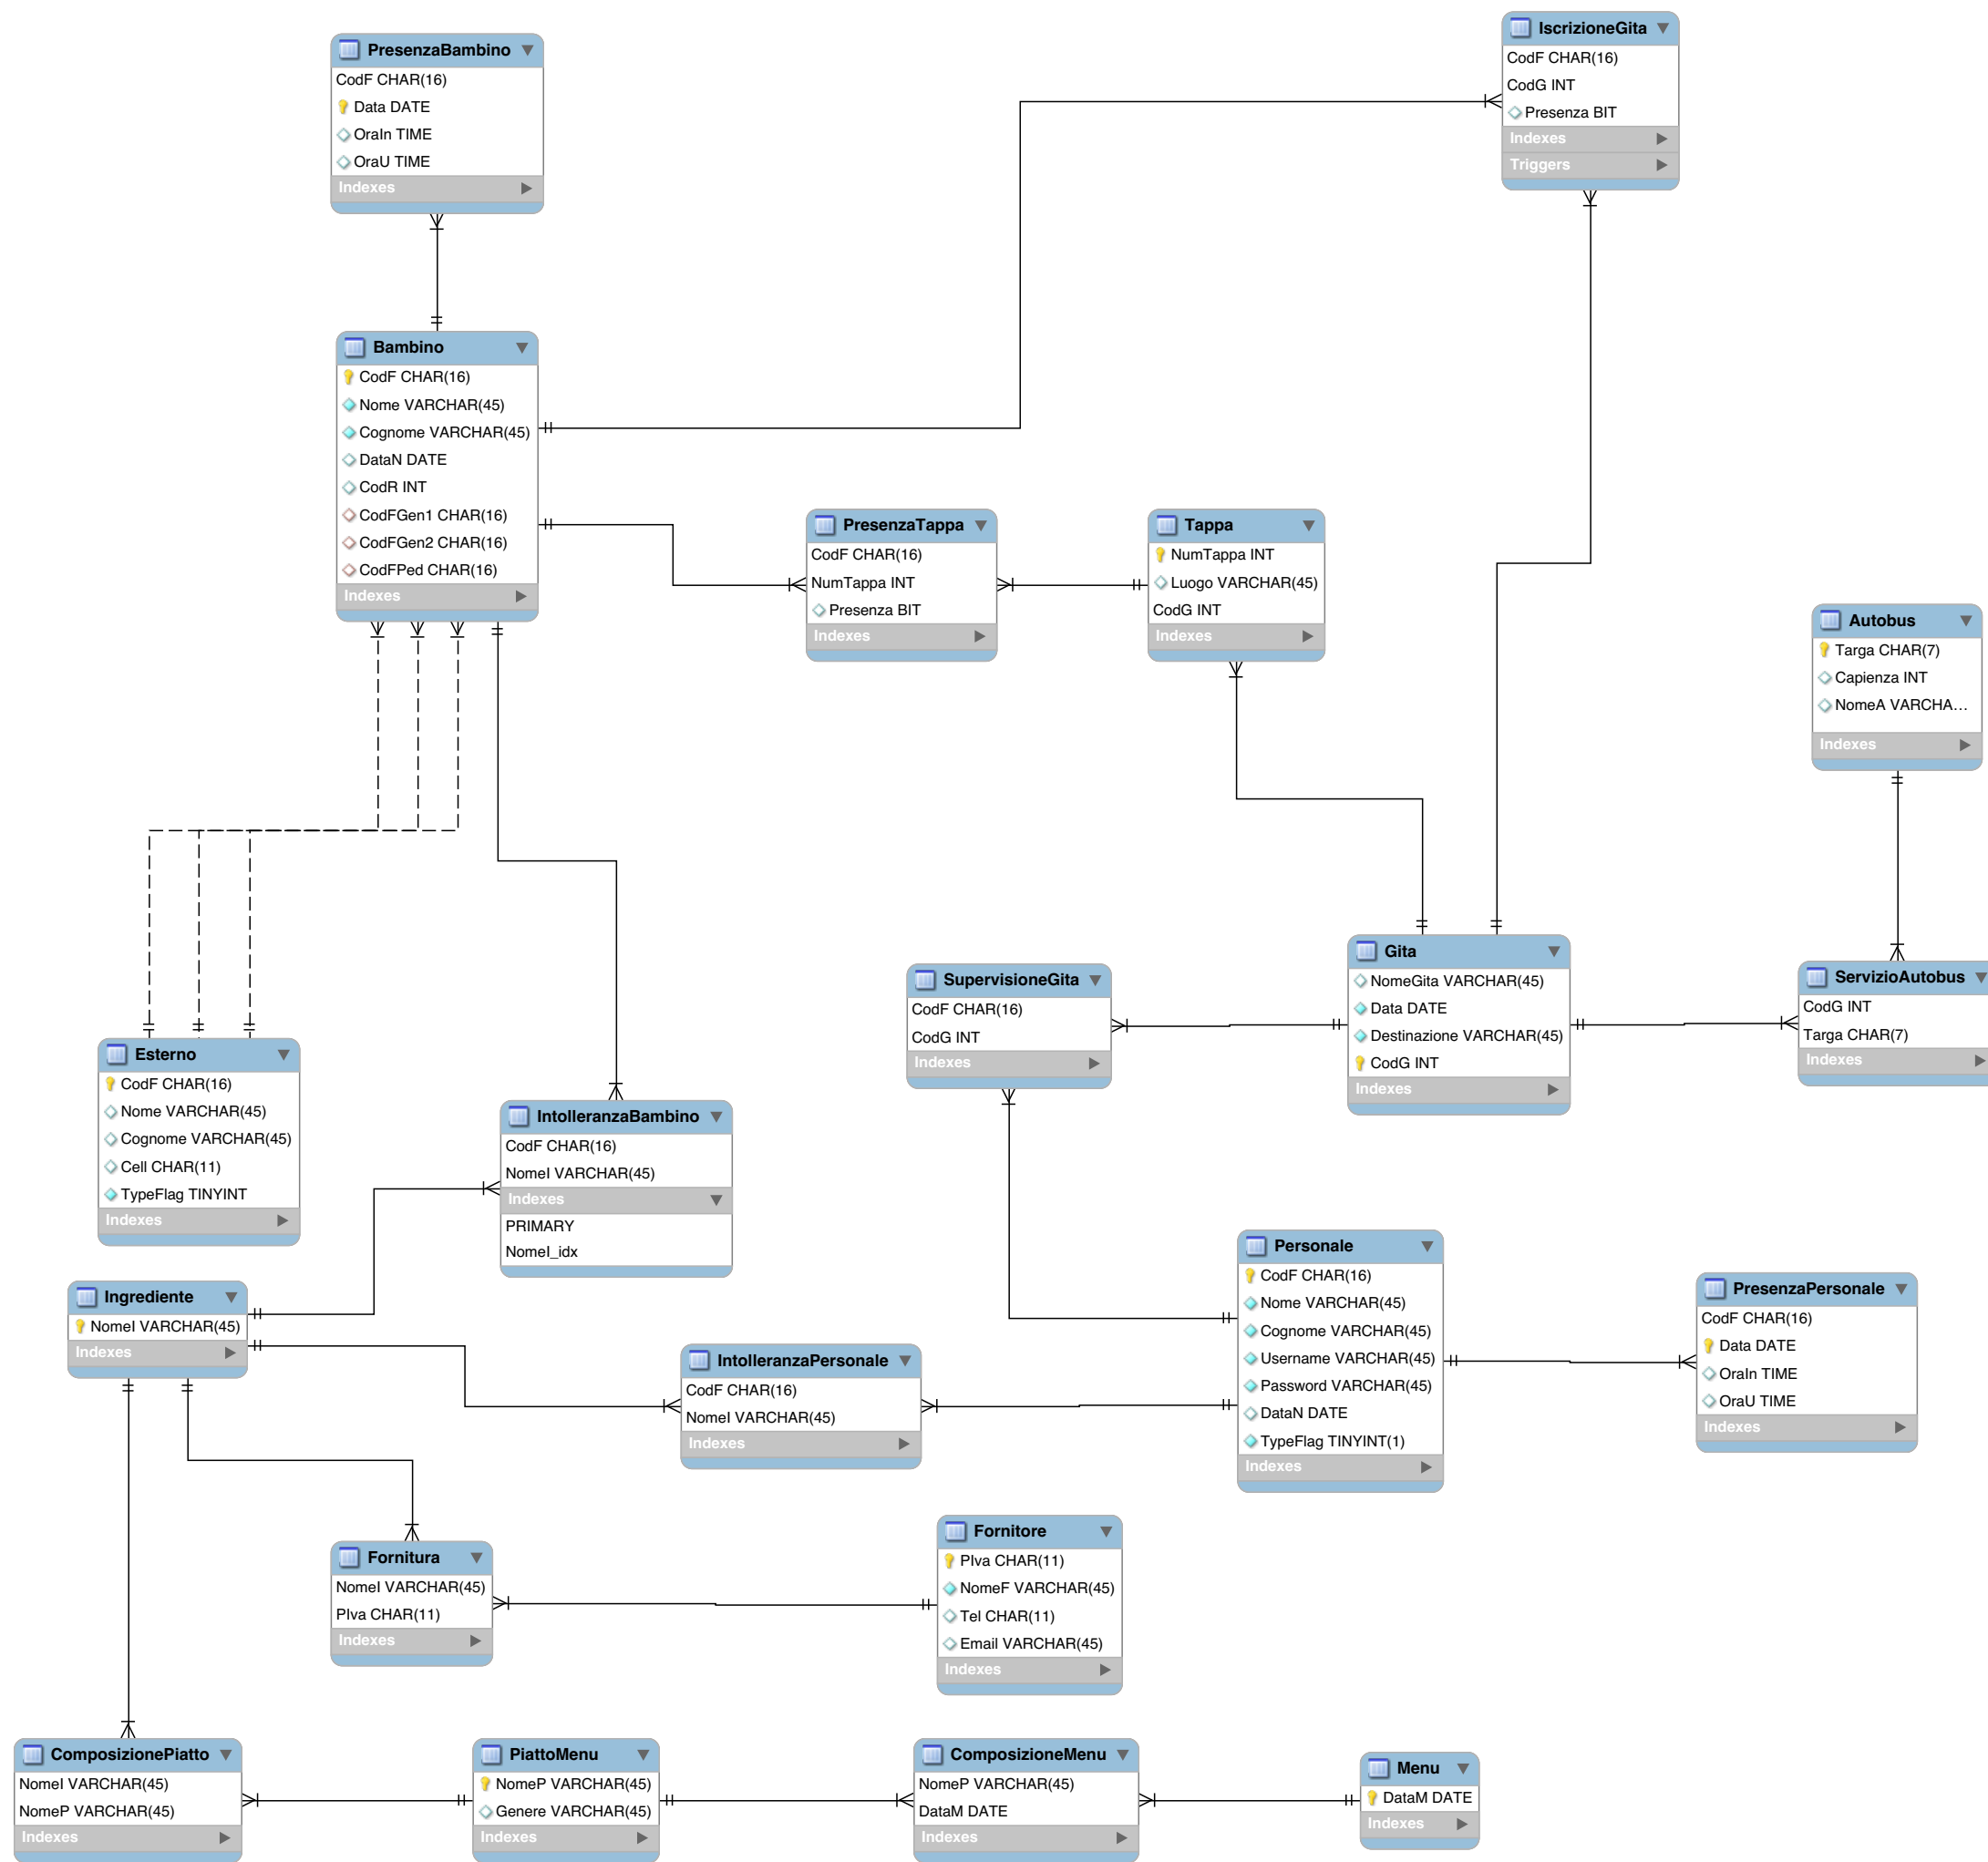 PresenzaBambino
CodF CHAR(16)
Data DATE
OraIn TIME
OraU TIME
Indexes
IscrizioneGita
CodF CHAR(16)
CodG INT
Presenza BIT
Indexes
Triggers
Bambino
CodF CHAR(16)
Nome VARCHAR(45)
Cognome VARCHAR(45)
DataN DATE
CodR INT
CodFGen1 CHAR(16)
CodFGen2 CHAR(16)
CodFPed CHAR(16)
Indexes
PresenzaTappa
CodF CHAR(16)
NumTappa INT
Presenza BIT
Indexes
Tappa
NumTappa INT
Luogo VARCHAR(45)
CodG INT
Indexes
Autobus
Targa CHAR(7)
Capienza INT
NomeA VARCHA...
Indexes
Gita
NomeGita VARCHAR(45)
Data DATE
Destinazione VARCHAR(45)
CodG INT
Indexes
ServizioAutobus
CodG INT
Targa CHAR(7)
Indexes
SupervisioneGita
CodF CHAR(16)
CodG INT
Indexes
Esterno
CodF CHAR(16)
Nome VARCHAR(45)
Cognome VARCHAR(45)
Cell CHAR(11)
TypeFlag TINYINT
Indexes
IntolleranzaBambino
CodF CHAR(16)
NomeI VARCHAR(45)
Indexes
PRIMARY
NomeI_idx
Ingrediente
NomeI VARCHAR(45)
Indexes
IntolleranzaPersonale
CodF CHAR(16)
NomeI VARCHAR(45)
Indexes
Personale
CodF CHAR(16)
Nome VARCHAR(45)
Cognome VARCHAR(45)
Username VARCHAR(45)
Password VARCHAR(45)
DataN DATE
TypeFlag TINYINT(1)
Indexes
PresenzaPersonale
CodF CHAR(16)
Data DATE
OraIn TIME
OraU TIME
Indexes
Fornitura
NomeI VARCHAR(45)
PIva CHAR(11)
Indexes
Fornitore
PIva CHAR(11)
NomeF VARCHAR(45)
Tel CHAR(11)
Email VARCHAR(45)
Indexes
ComposizionePiatto
NomeI VARCHAR(45)
NomeP VARCHAR(45)
Indexes
PiattoMenu
NomeP VARCHAR(45)
Genere VARCHAR(45)
Indexes
ComposizioneMenu
NomeP VARCHAR(45)
DataM DATE
Indexes
Menu
DataM DATE
Indexes